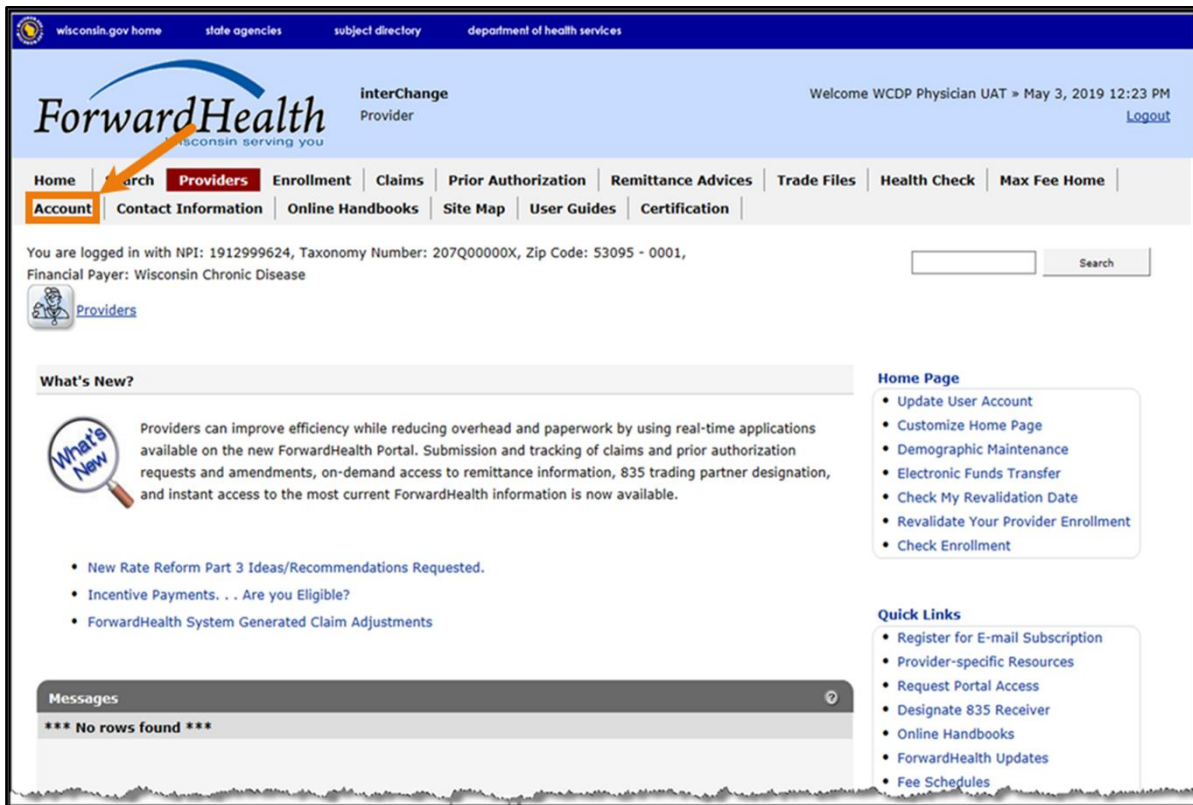 wisconsin.gov home state agencies subject directory department of health services
ForwardHealth
Wisconsin serving you
interChange
Provider
Welcome WCDP Physician UAT » May 3, 2019 12:23 PM
Logout
Home Search Providers Enrollment Claims Prior Authorization Remittance Advices Trade Files Health Check Max Fee Home
Account Contact Information Online Handbooks Site Map User Guides Certification
You are logged in with NPI: 1912999624, Taxonomy Number: 207Q00000X, Zip Code: 53095 - 0001,
Financial Payer: Wisconsin Chronic Disease
Search
Providers
What's New?
What's
New
Providers can improve efficiency while reducing overhead and paperwork by using real-time applications
available on the new ForwardHealth Portal. Submission and tracking of claims and prior authorization
requests and amendments, on-demand access to remittance information, 835 trading partner designation,
and instant access to the most current ForwardHealth information is now available.
• New Rate Reform Part 3 Ideas/Recommendations Requested.
• Incentive Payments. . . Are you Eligible?
• ForwardHealth System Generated Claim Adjustments
Messages ?
*** No rows found ***
Home Page
• Update User Account
• Customize Home Page
• Demographic Maintenance
• Electronic Funds Transfer
• Check My Revalidation Date
• Revalidate Your Provider Enrollment
• Check Enrollment
Quick Links
• Register for E-mail Subscription
• Provider-specific Resources
• Request Portal Access
• Designate 835 Receiver
• Online Handbooks
• ForwardHealth Updates
• Fee Schedules